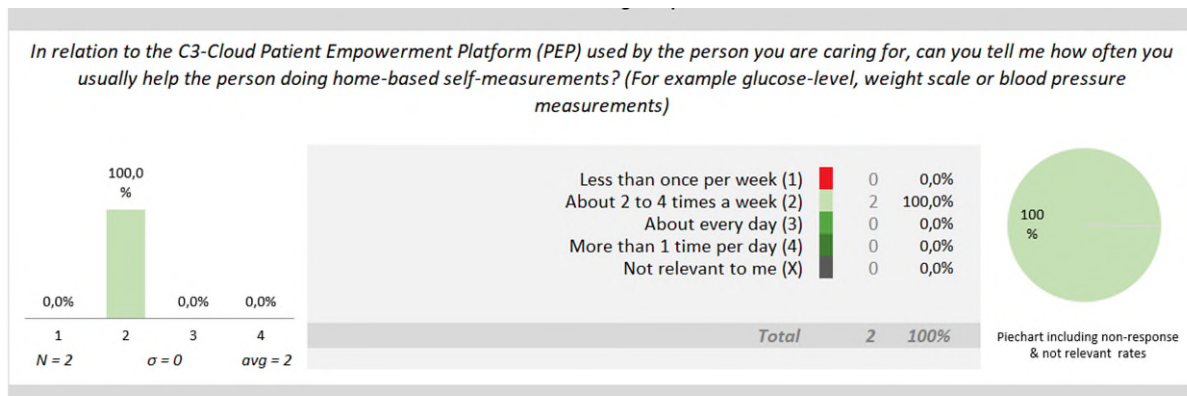 In relation to the C3-Cloud Patient Empowerment Platform (PEP) used by the person you are caring for, can you tell me how often you
usually help the person doing home-based self-measurements? (For example glucose-level, weight scale or blood pressure
measurements)
100,0
%
0,0%
0,0%
0,0%
1
2
3
4
N = 2
σ = 0
avg = 2
Less than once per week (1) 0 0,0%
About 2 to 4 times a week (2) 2 100,0%
About every day (3) 0 0,0%
More than 1 time per day (4) 0 0,0%
Not relevant to me (X) 0 0,0%
Total 2 100%
100
%
Piechart including non-response
& not relevant rates